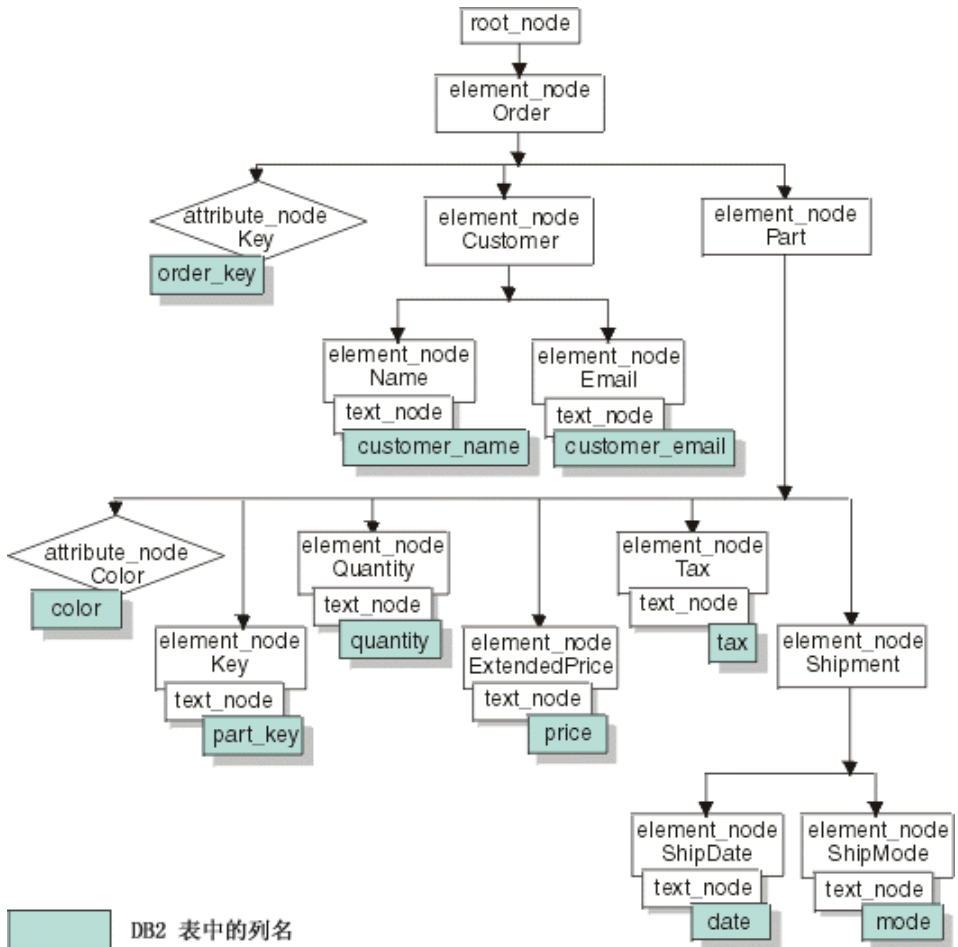 root_node
element_node
Order
attribute_node
Key
order_key
element_node
Customer
element_node
Part
element_node
Name
text_node
customer_name
element_node
Email
text_node
customer_email
attribute_node
Color
color
element_node
Key
text_node
part_key
element_node
Quantity
text_node
quantity
element_node
ExtendedPrice
text_node
price
element_node
Tax
text_node
tax
element_node
Shipment
element_node
ShipDate
text_node
date
element_node
ShipMode
text_node
mode
DB2 表中的列名